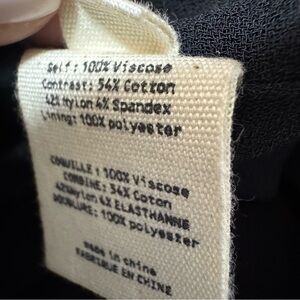 Self: 100% Viscose
Contrast: 54% Cotton
42% Nylon 4% Spandex
Lining: 100% polyester
COQUILLE : 100% Viscose
COMBINE: 54% Coton
42% Nylon 4% ELASTHANNE
DOUBLURE: 100% polyester
made in china
FABRIQUE EN CHINE